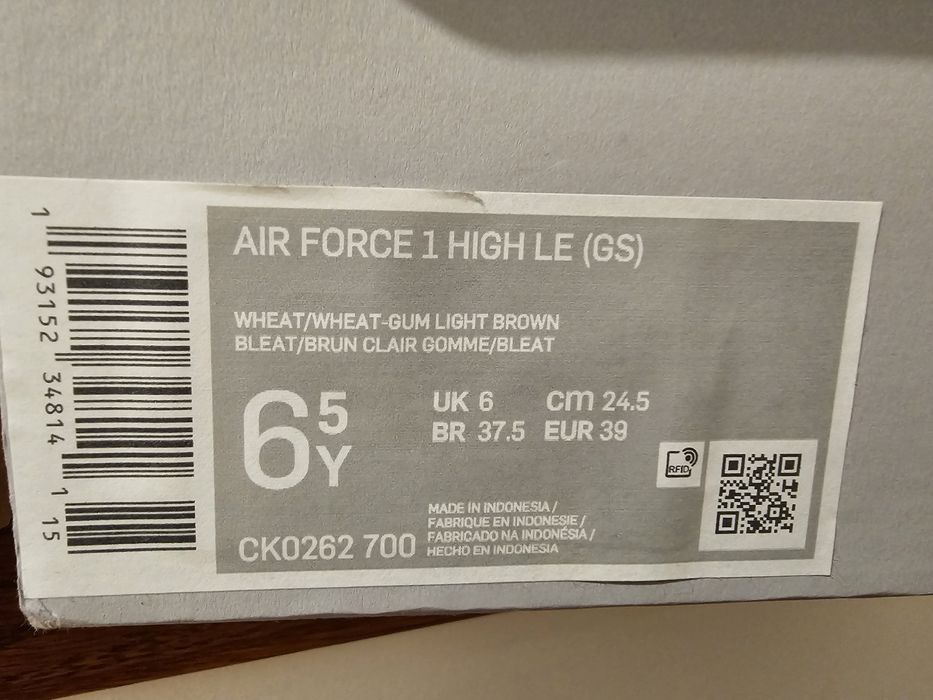 1 93152 34814 1 15
AIR FORCE 1 HIGH LE (GS)
WHEAT/WHEAT-GUM LIGHT BROWN
BLEAT/BRUN CLAIR GOMME/BLEAT
6 5 Y
UK 6 cm 24.5
BR 37.5 EUR 39
RFID
MADE IN INDONESIA /
FABRIQUE EN INDONESIE /
FABRICADO NA INDONÉSIA /
HECHO EN INDONESIA
CK0262 700